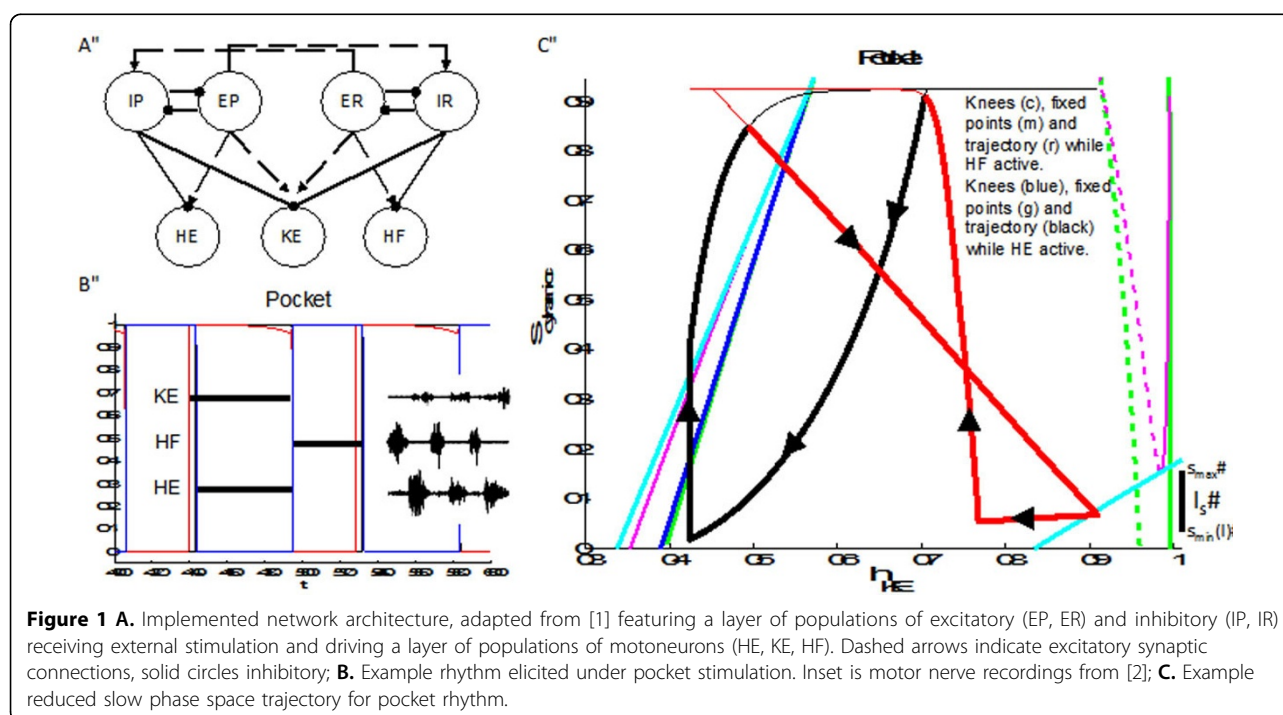 A"
IP
EP
ER
IR
HE
KE
HF
B"
Pocket
KE
HF
HE
t
C"
Knees (c), fixed
points (m) and
trajectory (r) while
HF active.
Knees (blue), fixed
points (g) and
trajectory (black)
while HE active.
s_max#
I_s#
s_min(I)
Figure 1 A. Implemented network architecture, adapted from [1] featuring a layer of populations of excitatory (EP, ER) and inhibitory (IP, IR)
receiving external stimulation and driving a layer of populations of motoneurons (HE, KE, HF). Dashed arrows indicate excitatory synaptic
connections, solid circles inhibitory; B. Example rhythm elicited under pocket stimulation. Inset is motor nerve recordings from [2]; C. Example
reduced slow phase space trajectory for pocket rhythm.